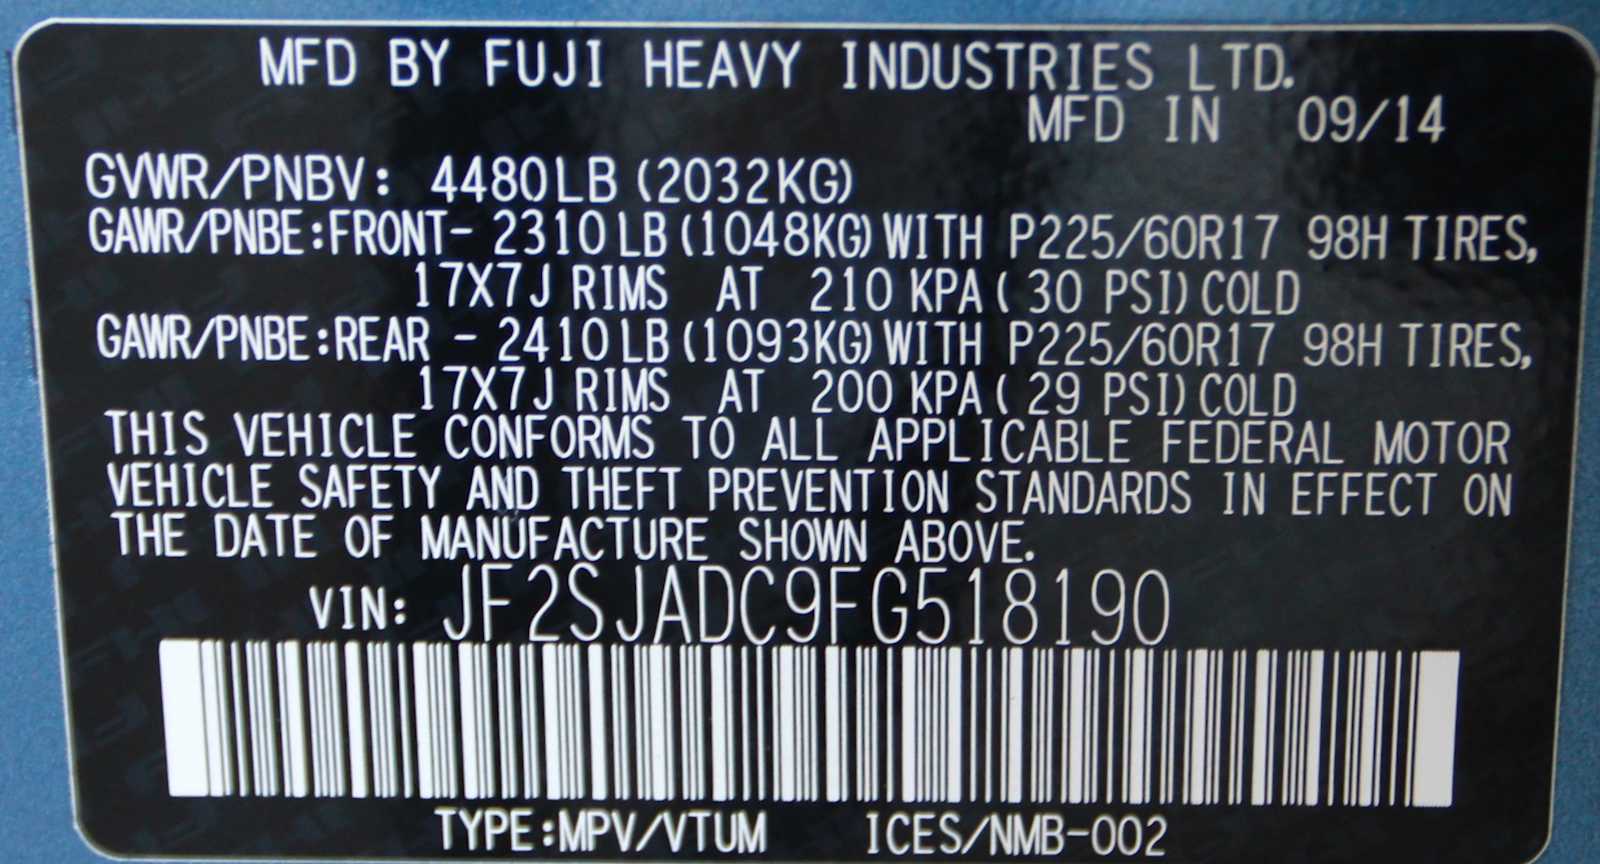 MFD BY FUJI HEAVY INDUSTRIES LTD.
MFD IN 09/14
GVWR/PNBV: 4480LB (2032KG)
GAWR/PNBE:FRONT- 2310LB (1048KG) WITH P225/60R17 98H TIRES,
17X7J RIMS AT 210 KPA ( 30 PSI) COLD
GAWR/PNBE:REAR - 2410LB (1093KG) WITH P225/60R17 98H TIRES,
17X7J RIMS AT 200 KPA ( 29 PSI) COLD
THIS VEHICLE CONFORMS TO ALL APPLICABLE FEDERAL MOTOR
VEHICLE SAFETY AND THEFT PREVENTION STANDARDS IN EFFECT ON
THE DATE OF MANUFACTURE SHOWN ABOVE.
VIN: JF2SJADC9FG518190
TYPE:MPV/VTUM ICES/NMB-002